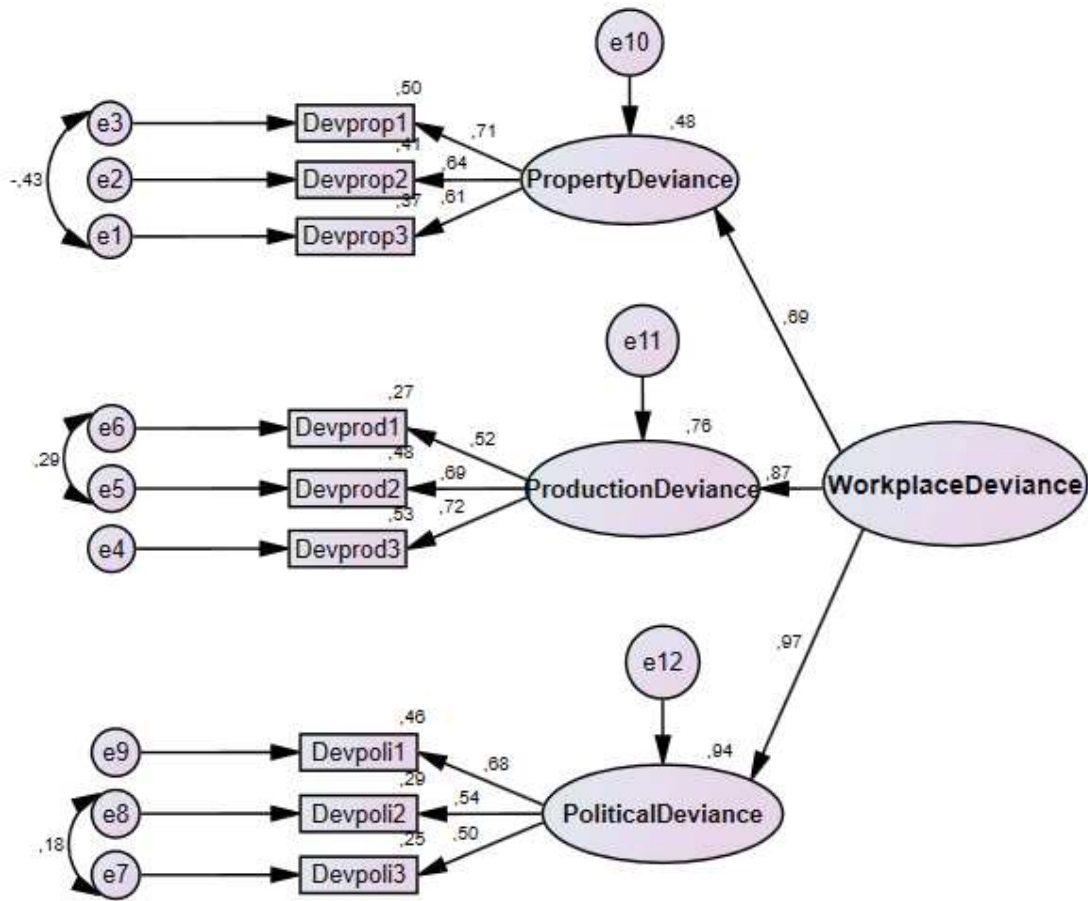 e10
,50
e3
Devprop1
,71
,48
,41
-,43
e2
Devprop2
,64
PropertyDeviance
,37
,61
e1
Devprop3
,69
e11
,27
e6
Devprod1
,52
,76
,29
,48
e5
Devprod2
,69
ProductionDeviance
,87
WorkplaceDeviance
,53
,72
e4
Devprod3
,97
e12
,46
e9
Devpoli1
,68
,94
,29
e8
Devpoli2
,54
PoliticalDeviance
,18
,25
,50
e7
Devpoli3